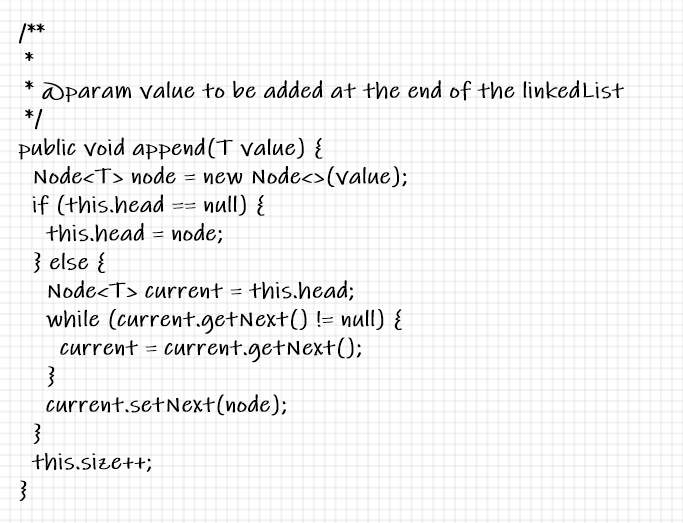 /**
 *
 * @param value to be added at the end of the linkedList
 */
public void append(T value) {
  Node<T> node = new Node<>(value);
  if (this.head == null) {
    this.head = node;
  } else {
    Node<T> current = this.head;
    while (current.getNext() != null) {
      current = current.getNext();
    }
    current.setNext(node);
  }
  this.size++;
}